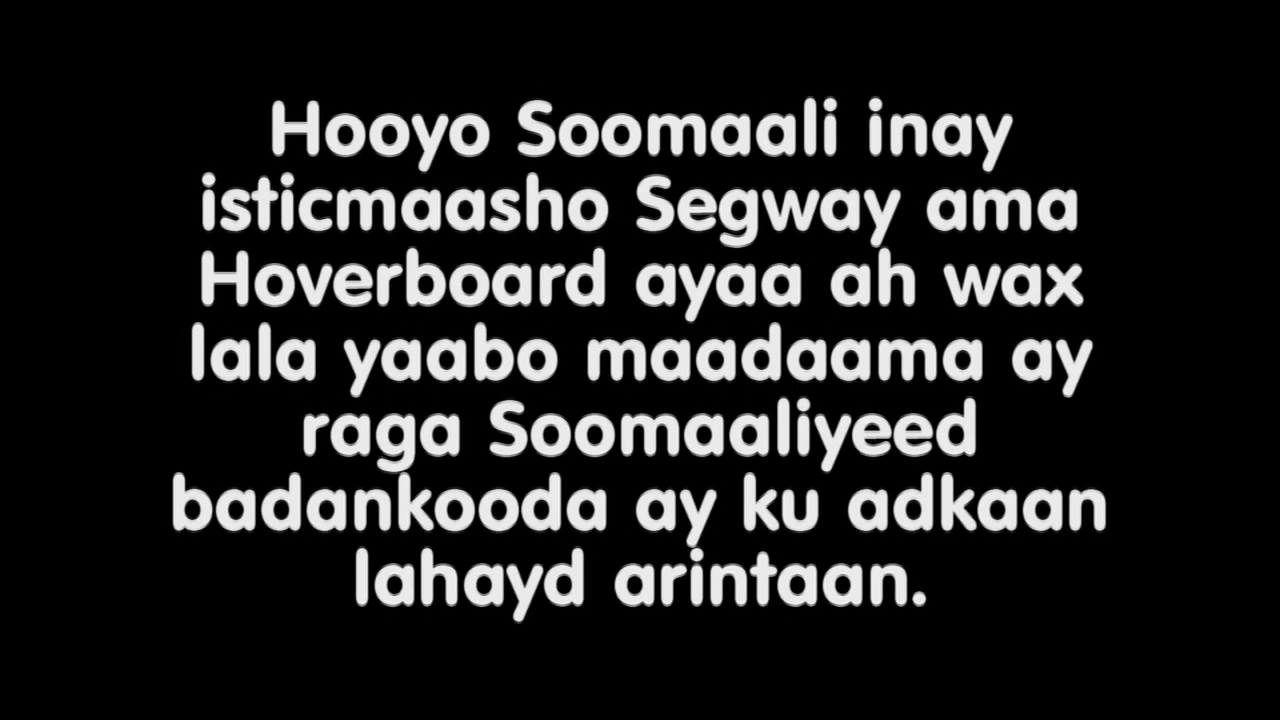 Hooyo Soomaali inay
isticmaasho Segway ama
Hoverboard ayaa ah wax
lala yaabo maadaama ay
raga Soomaaliyeed
badankooda ay ku adkaan
lahayd arintaan.